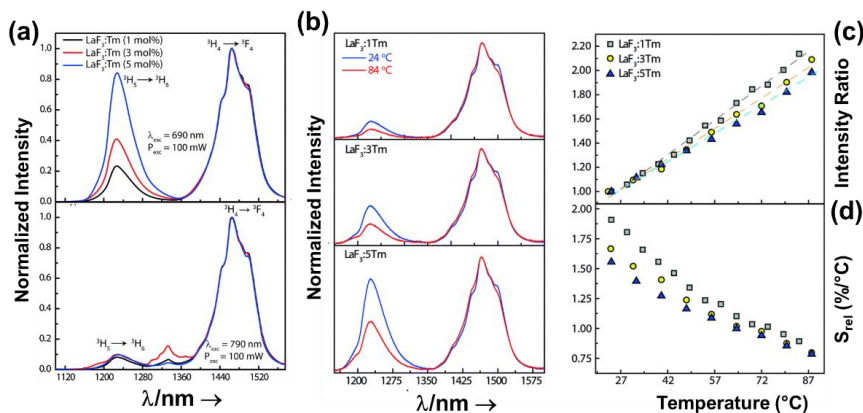 (a)
LaF₃:Tm (1 mol%)
LaF₃:Tm (3 mol%)
LaF₃:Tm (5 mol%)
³H₄ → ³F₄
³H₅ → ³H₆
λexc = 690 nm
Pexc = 100 mW
1.0
0.8
0.6
0.4
0.2
0.0
³H₄ → ³F₄
³H₅ → ³H₆
λexc = 790 nm
Pexc = 100 mW
1.0
0.8
0.6
0.4
0.2
0.0
Normalized Intensity
1120 1200 1280 1360 1440 1520
λ/nm →
(b)
LaF₃:1Tm
24 °C
84 °C
LaF₃:3Tm
LaF₃:5Tm
Normalized Intensity
1200 1275 1350 1425 1500 1575
λ/nm →
(c)
LaF₃:1Tm
LaF₃:3Tm
LaF₃:5Tm
2.20
2.00
1.80
1.60
1.40
1.20
1.00
Intensity Ratio
(d)
2.00
1.75
1.50
1.25
1.00
0.75
Srel (%/°C)
27 42 57 72 87
Temperature (°C)